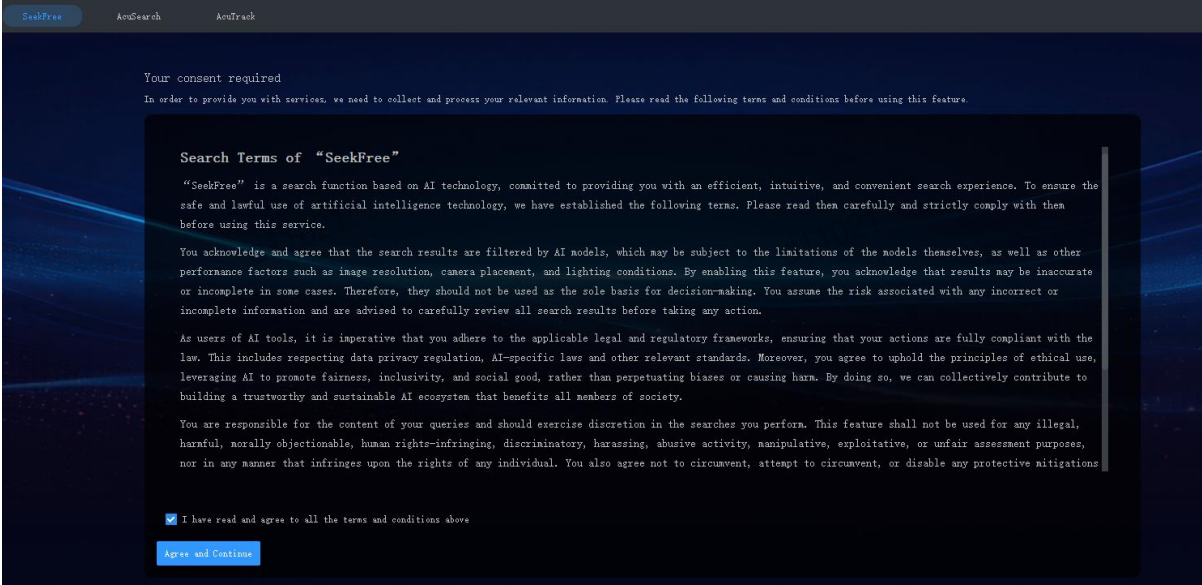 SeekFree AcuSearch AcuTrack
Your consent required
In order to provide you with services, we need to collect and process your relevant information. Please read the following terms and conditions before using this feature.
Search Terms of “SeekFree”
“SeekFree” is a search function based on AI technology, committed to providing you with an efficient, intuitive, and convenient search experience. To ensure the
safe and lawful use of artificial intelligence technology, we have established the following terms. Please read them carefully and strictly comply with them
before using this service.
You acknowledge and agree that the search results are filtered by AI models, which may be subject to the limitations of the models themselves, as well as other
performance factors such as image resolution, camera placement, and lighting conditions. By enabling this feature, you acknowledge that results may be inaccurate
or incomplete in some cases. Therefore, they should not be used as the sole basis for decision-making. You assume the risk associated with any incorrect or
incomplete information and are advised to carefully review all search results before taking any action.
As users of AI tools, it is imperative that you adhere to the applicable legal and regulatory frameworks, ensuring that your actions are fully compliant with the
law. This includes respecting data privacy regulation, AI-specific laws and other relevant standards. Moreover, you agree to uphold the principles of ethical use,
leveraging AI to promote fairness, inclusivity, and social good, rather than perpetuating biases or causing harm. By doing so, we can collectively contribute to
building a trustworthy and sustainable AI ecosystem that benefits all members of society.
You are responsible for the content of your queries and should exercise discretion in the searches you perform. This feature shall not be used for any illegal,
harmful, morally objectionable, human rights-infringing, discriminatory, harassing, abusive activity, manipulative, exploitative, or unfair assessment purposes,
nor in any manner that infringes upon the rights of any individual. You also agree not to circumvent, attempt to circumvent, or disable any protective mitigations
I have read and agree to all the terms and conditions above
Agree and Continue